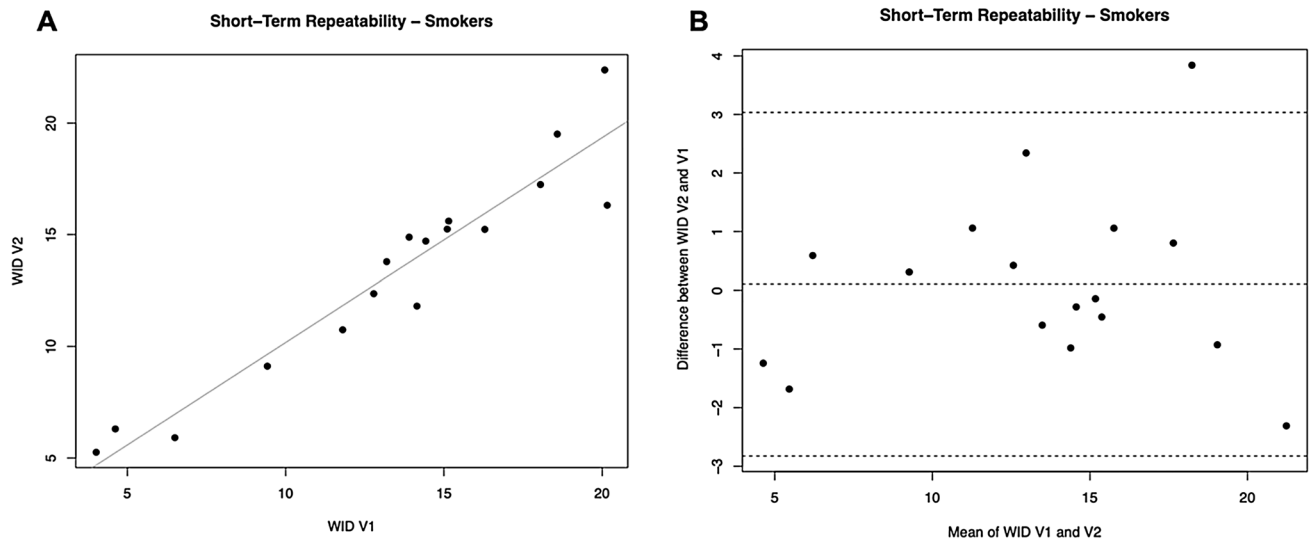 A
Short–Term Repeatability – Smokers
WID V2
20
15
10
5
5 10 15 20
WID V1
B
Short–Term Repeatability – Smokers
Difference between WID V2 and V1
4
3
2
1
0
–1
–2
–3
5 10 15 20
Mean of WID V1 and V2